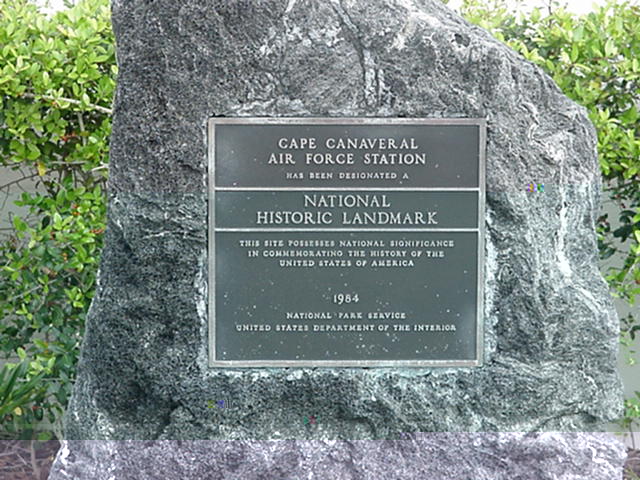 CAPE CANAVERAL
AIR FORCE STATION
HAS BEEN DESIGNATED A
NATIONAL
HISTORIC LANDMARK
THIS SITE POSSESSES NATIONAL SIGNIFICANCE
IN COMMEMORATING THE HISTORY OF THE
UNITED STATES OF AMERICA
1984
NATIONAL PARK SERVICE
UNITED STATES DEPARTMENT OF THE INTERIOR